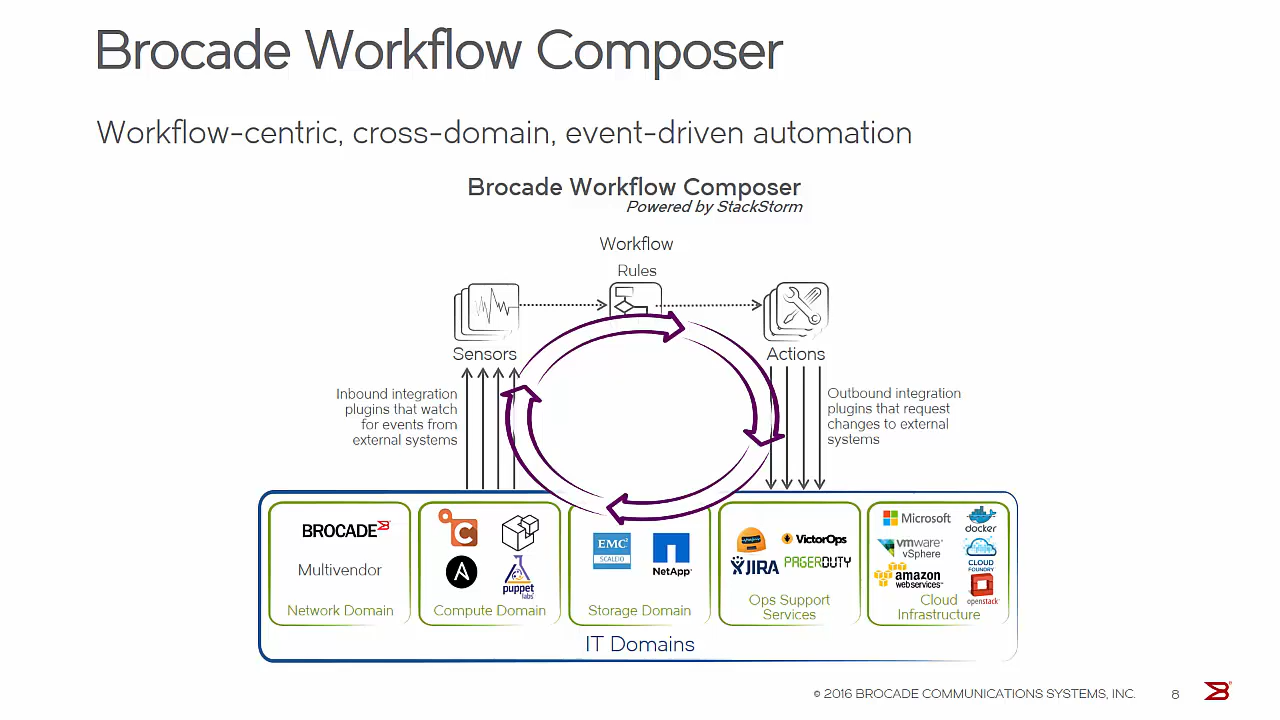 Brocade Workflow Composer
Workflow-centric, cross-domain, event-driven automation
Brocade Workflow Composer
Powered by StackStorm
Workflow
Rules
Sensors
Actions
Inbound integration
plugins that watch
for events from
external systems
Outbound integration
plugins that request
changes to external
systems
BROCADE
Multivendor
Network Domain
C
A
puppet
labs
Compute Domain
EMC²
SCALEIO
NetApp
Storage Domain
VictorOps
JIRA
PAGERDUTY
Ops Support
Services
Microsoft
docker
vmware
vSphere
CLOUD
FOUNDRY
amazon
webservices
openstack
Cloud
Infrastructure
IT Domains
© 2016 BROCADE COMMUNICATIONS SYSTEMS, INC.
8
B